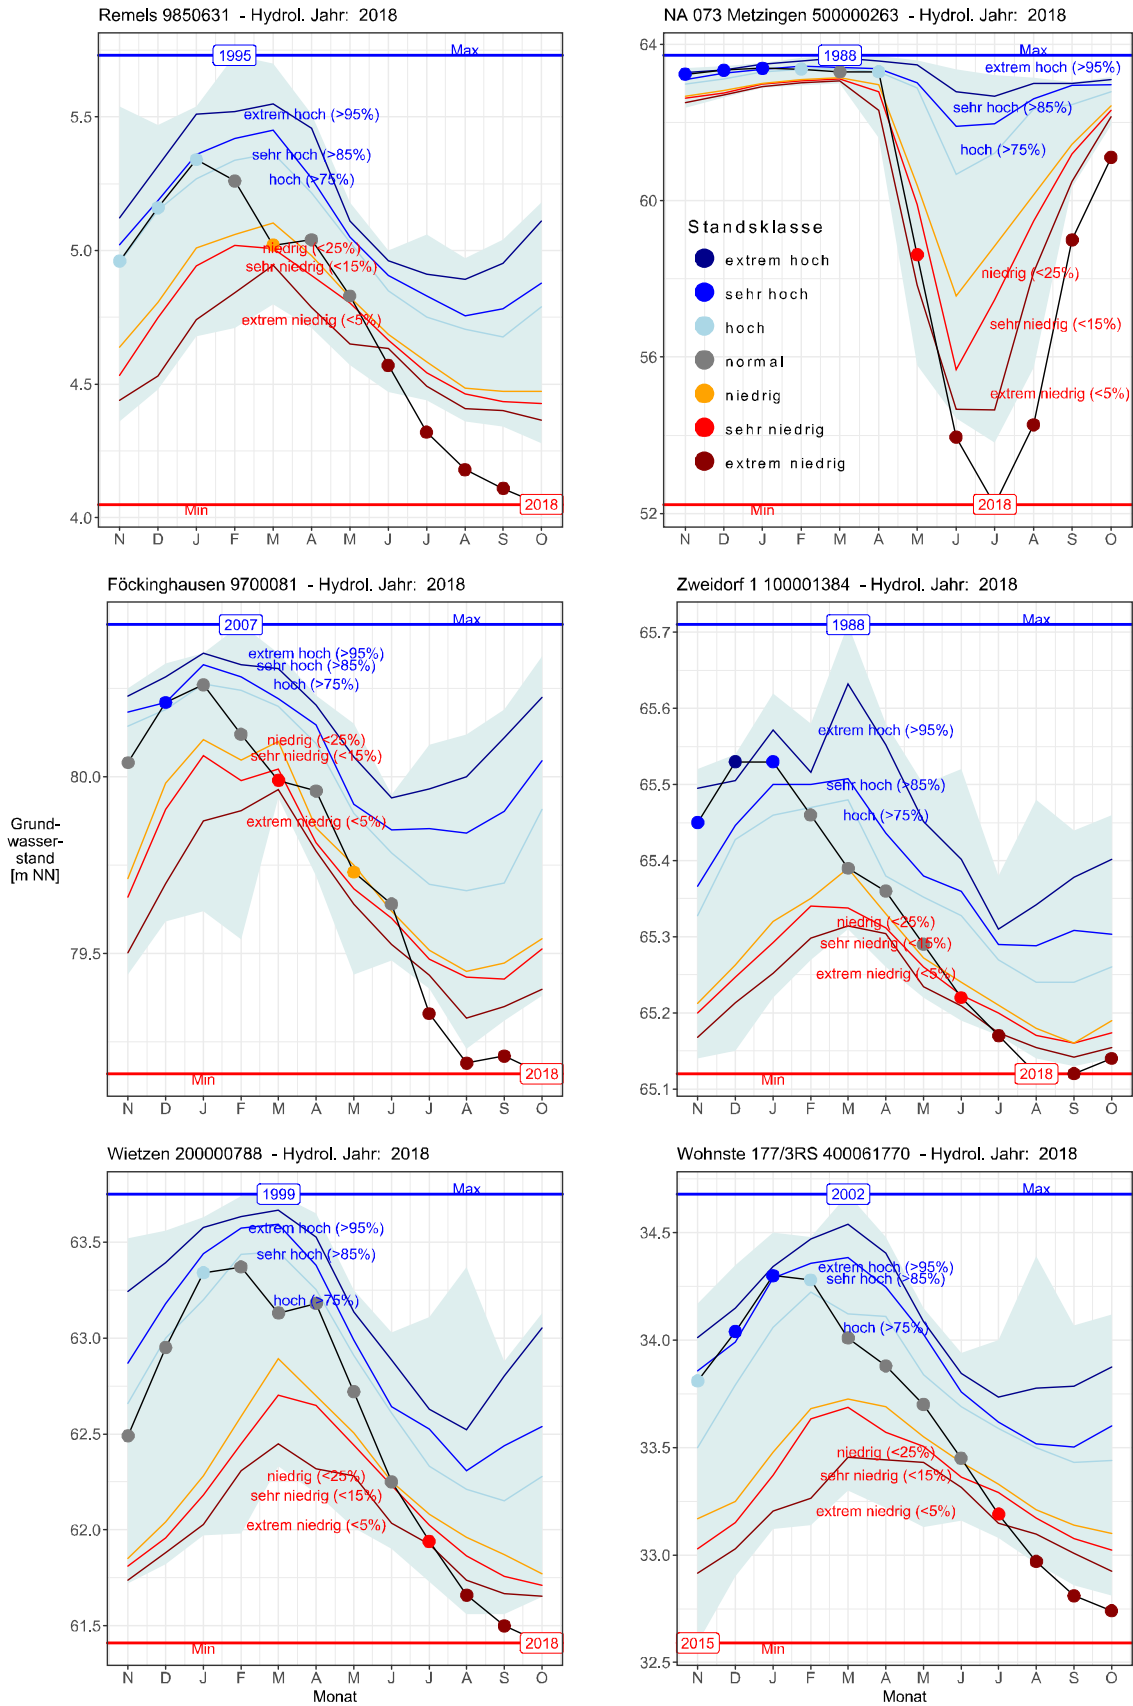 Remels 9850631 - Hydrol. Jahr: 2018
1995
Max
extrem hoch (>95%)
sehr hoch (>85%)
hoch (>75%)
niedrig (<25%)
sehr niedrig (<15%)
extrem niedrig (<5%)
Min
2018
5.5
5.0
4.5
4.0
N D J F M A M J J A S O
NA 073 Metzingen 500000263 - Hydrol. Jahr: 2018
1988
Max
extrem hoch (>95%)
sehr hoch (>85%)
hoch (>75%)
niedrig (<25%)
sehr niedrig (<15%)
extrem niedrig (<5%)
Min
2018
64
60
56
52
Standsklasse
extrem hoch
sehr hoch
hoch
normal
niedrig
sehr niedrig
extrem niedrig
N D J F M A M J J A S O
Föckinghausen 9700081 - Hydrol. Jahr: 2018
2007
Max
extrem hoch (>95%)
sehr hoch (>85%)
hoch (>75%)
niedrig (<25%)
sehr niedrig (<15%)
extrem niedrig (<5%)
Min
2018
80.0
79.5
N D J F M A M J J A S O
Grund-
wasser-
stand
[m NN]
Zweidorf 1 100001384 - Hydrol. Jahr: 2018
1988
Max
extrem hoch (>95%)
sehr hoch (>85%)
hoch (>75%)
niedrig (<25%)
sehr niedrig (<15%)
extrem niedrig (<5%)
Min
2018
65.7
65.6
65.5
65.4
65.3
65.2
65.1
N D J F M A M J J A S O
Wietzen 200000788 - Hydrol. Jahr: 2018
1999
Max
extrem hoch (>95%)
sehr hoch (>85%)
hoch (>75%)
niedrig (<25%)
sehr niedrig (<15%)
extrem niedrig (<5%)
Min
2018
63.5
63.0
62.5
62.0
61.5
N D J F M A M J J A S O
Monat
Wohnste 177/3RS 400061770 - Hydrol. Jahr: 2018
2002
Max
extrem hoch (>95%)
sehr hoch (>85%)
hoch (>75%)
niedrig (<25%)
sehr niedrig (<15%)
extrem niedrig (<5%)
2015
Min
34.5
34.0
33.5
33.0
32.5
N D J F M A M J J A S O
Monat